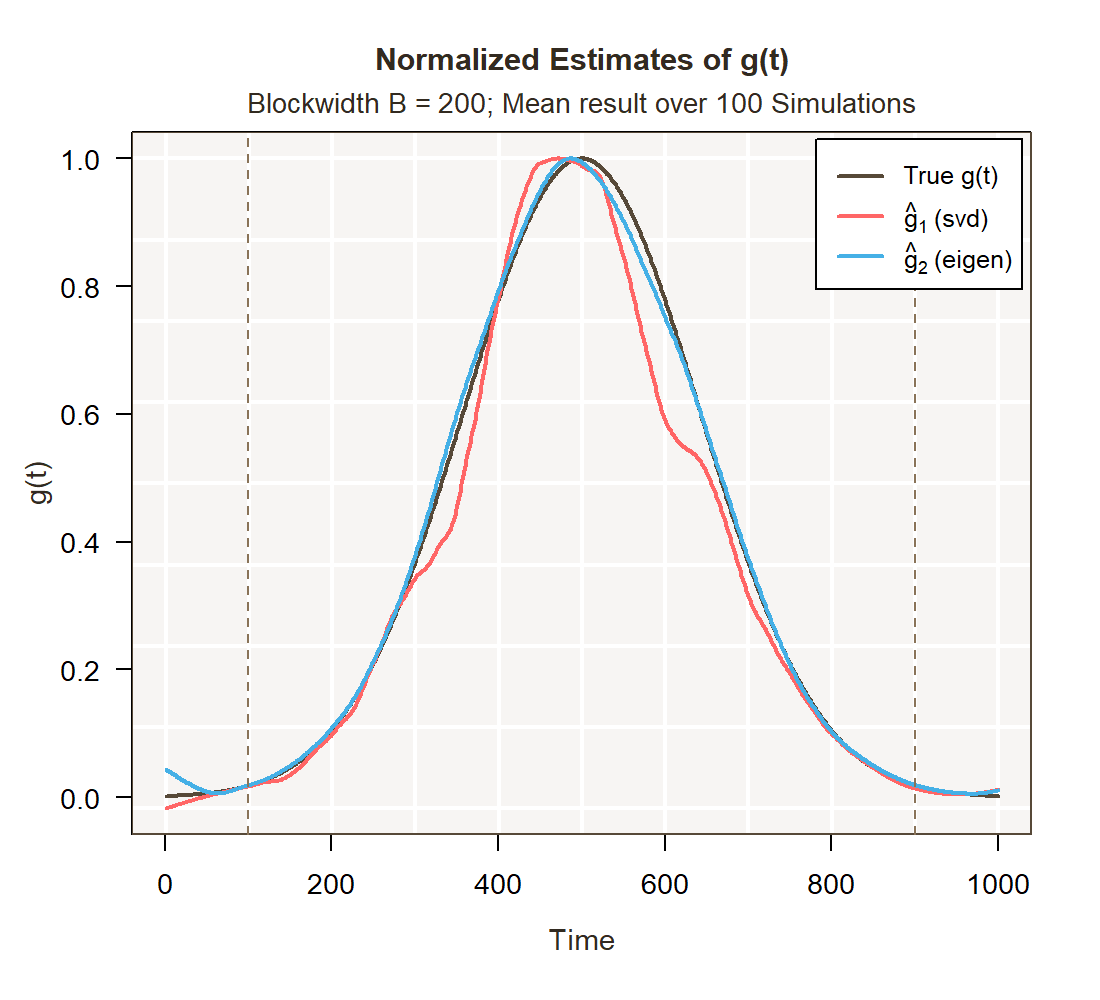 Normalized Estimates of g(t)
Blockwidth B = 200; Mean result over 100 Simulations
True g(t)
ĝ₁ (svd)
ĝ₂ (eigen)
g(t)
1.0
0.8
0.6
0.4
0.2
0.0
0 200 400 600 800 1000
Time